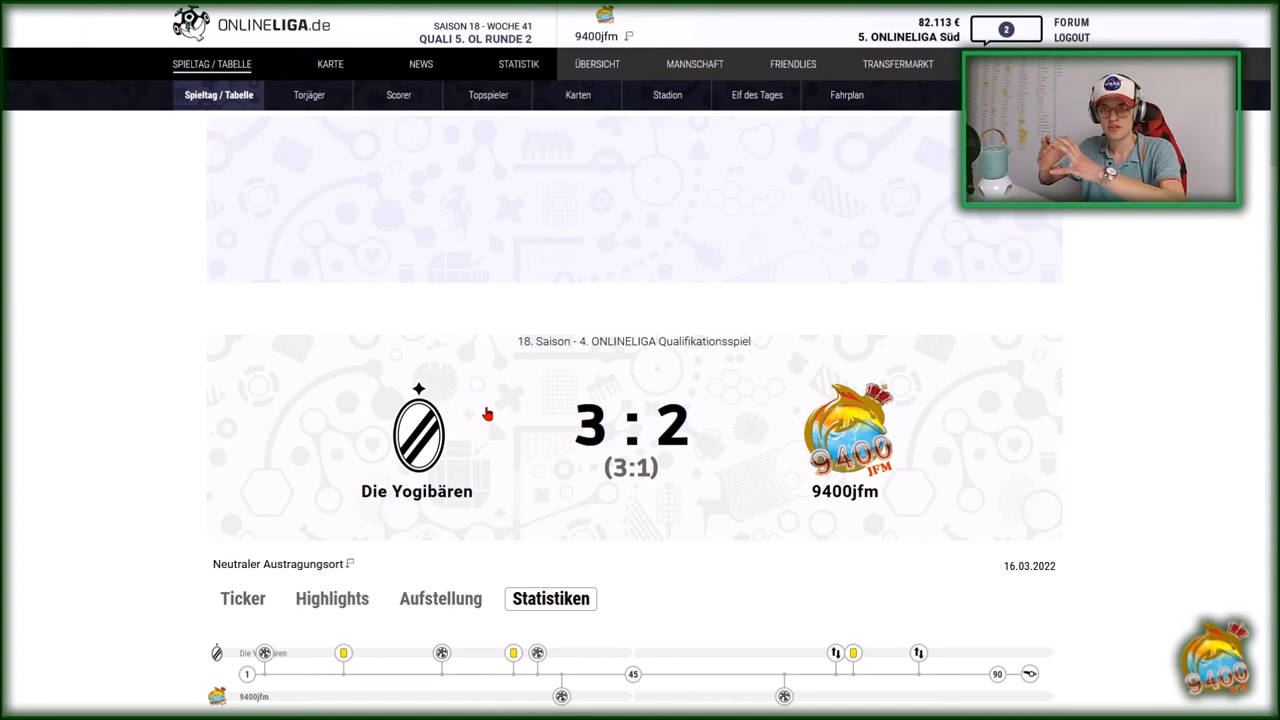 ONLINELIGA.de
SAISON 18 - WOCHE 41
QUALI 5. OL RUNDE 2
9400jfm
82.113 €
5. ONLINELIGA Süd
2
FORUM
LOGOUT
SPIELTAG / TABELLE KARTE NEWS STATISTIK ÜBERSICHT MANNSCHAFT FRIENDLIES TRANSFERMARKT
Spieltag / Tabelle Torjäger Scorer Topspieler Karten Stadion Elf des Tages Fahrplan
18. Saison - 4. ONLINELIGA Qualifikationsspiel
3 : 2
(3:1)
9400
JFM
Die Yogibären 9400jfm
Neutraler Austragungsort 16.03.2022
Ticker Highlights Aufstellung Statistiken
1 45 90
9400jfm
9400